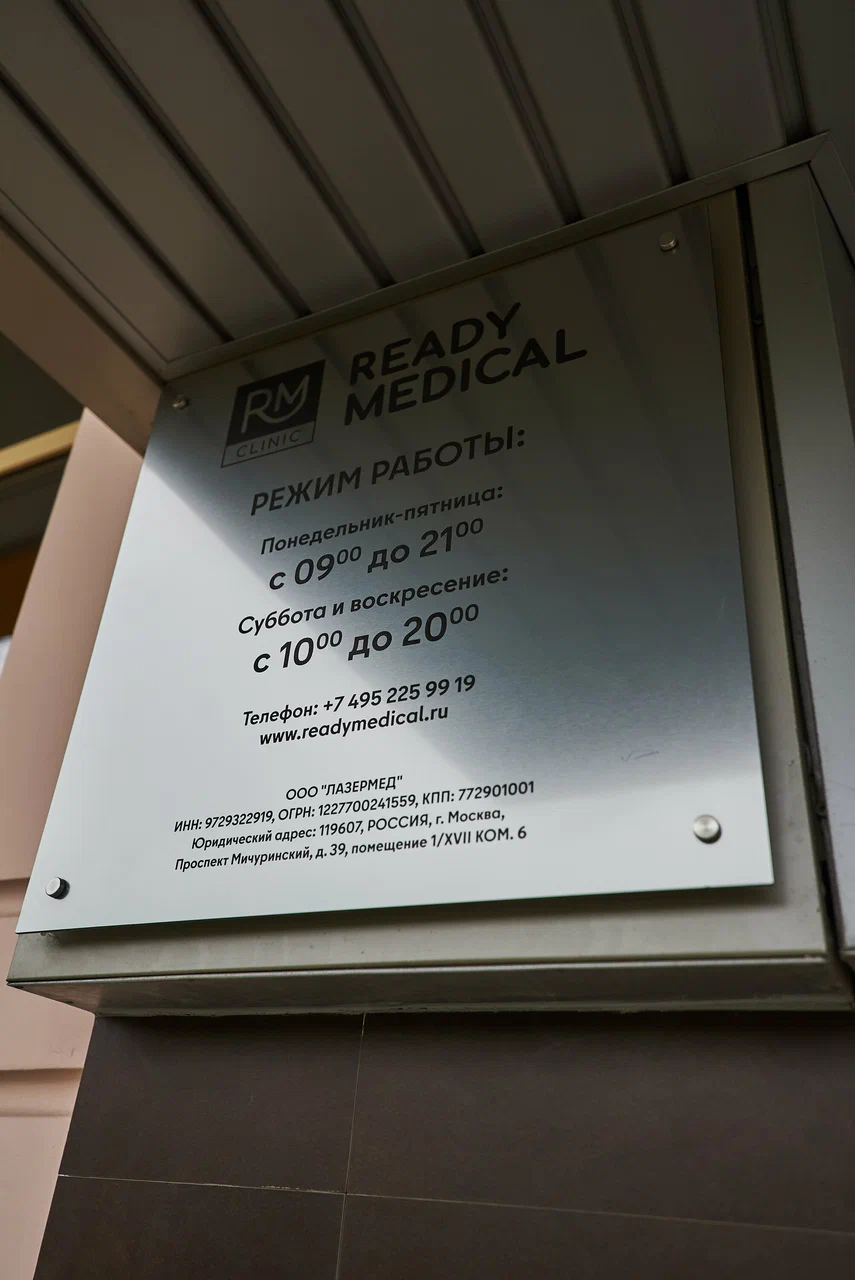 RM
CLINIC
READY
MEDICAL
РЕЖИМ РАБОТЫ:
Понедельник-пятница:
с 09⁰⁰ до 21⁰⁰
Суббота и воскресение:
с 10⁰⁰ до 20⁰⁰
Телефон: +7 495 225 99 19
www.readymedical.ru
ООО "ЛАЗЕРМЕД"
ИНН: 9729322919, ОГРН: 1227700241559, КПП: 772901001
Юридический адрес: 119607, РОССИЯ, г. Москва,
Проспект Мичуринский, д. 39, помещение 1/XVII КОМ. 6